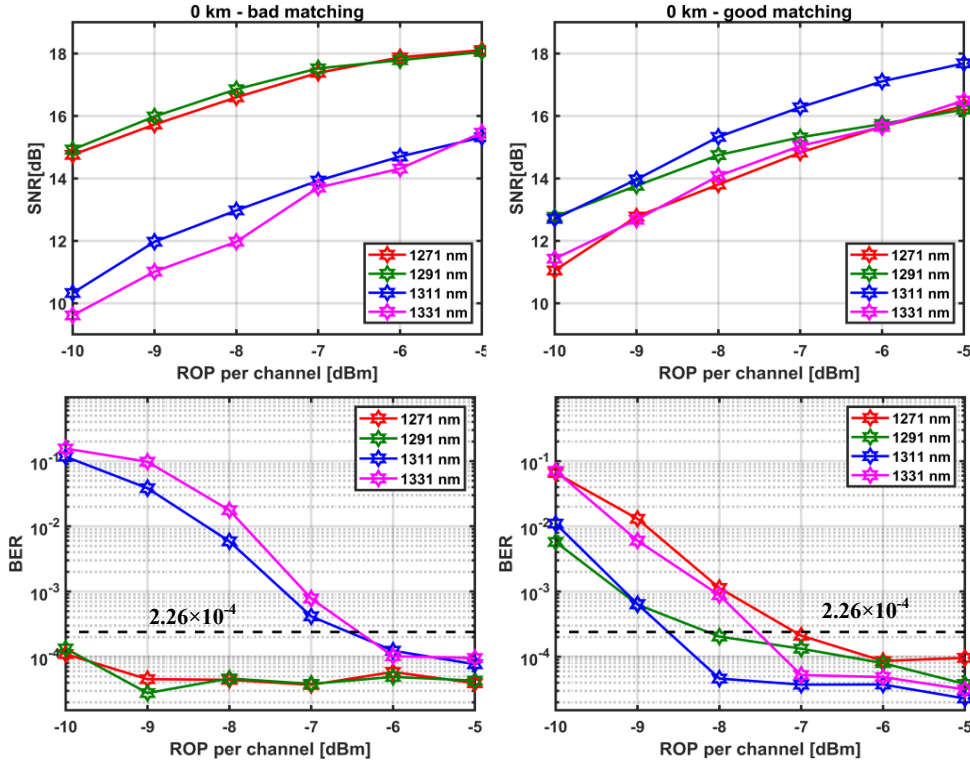 0 km - bad matching
SNR[dB]
18
16
14
12
10
-10 -9 -8 -7 -6 -5
ROP per channel [dBm]
1271 nm
1291 nm
1311 nm
1331 nm
0 km - good matching
SNR[dB]
18
16
14
12
10
-10 -9 -8 -7 -6 -5
ROP per channel [dBm]
1271 nm
1291 nm
1311 nm
1331 nm
BER
10-1
10-2
10-3
10-4
2.26×10-4
-10 -9 -8 -7 -6 -5
ROP per channel [dBm]
1271 nm
1291 nm
1311 nm
1331 nm
BER
10-1
10-2
10-3
10-4
2.26×10-4
-10 -9 -8 -7 -6 -5
ROP per channel [dBm]
1271 nm
1291 nm
1311 nm
1331 nm